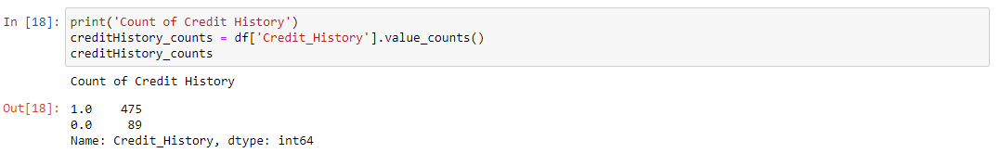 In [18]: print('Count of Credit History')
creditHistory_counts = df['Credit_History'].value_counts()
creditHistory_counts
Count of Credit History
Out[18]: 1.0    475
0.0     89
Name: Credit_History, dtype: int64